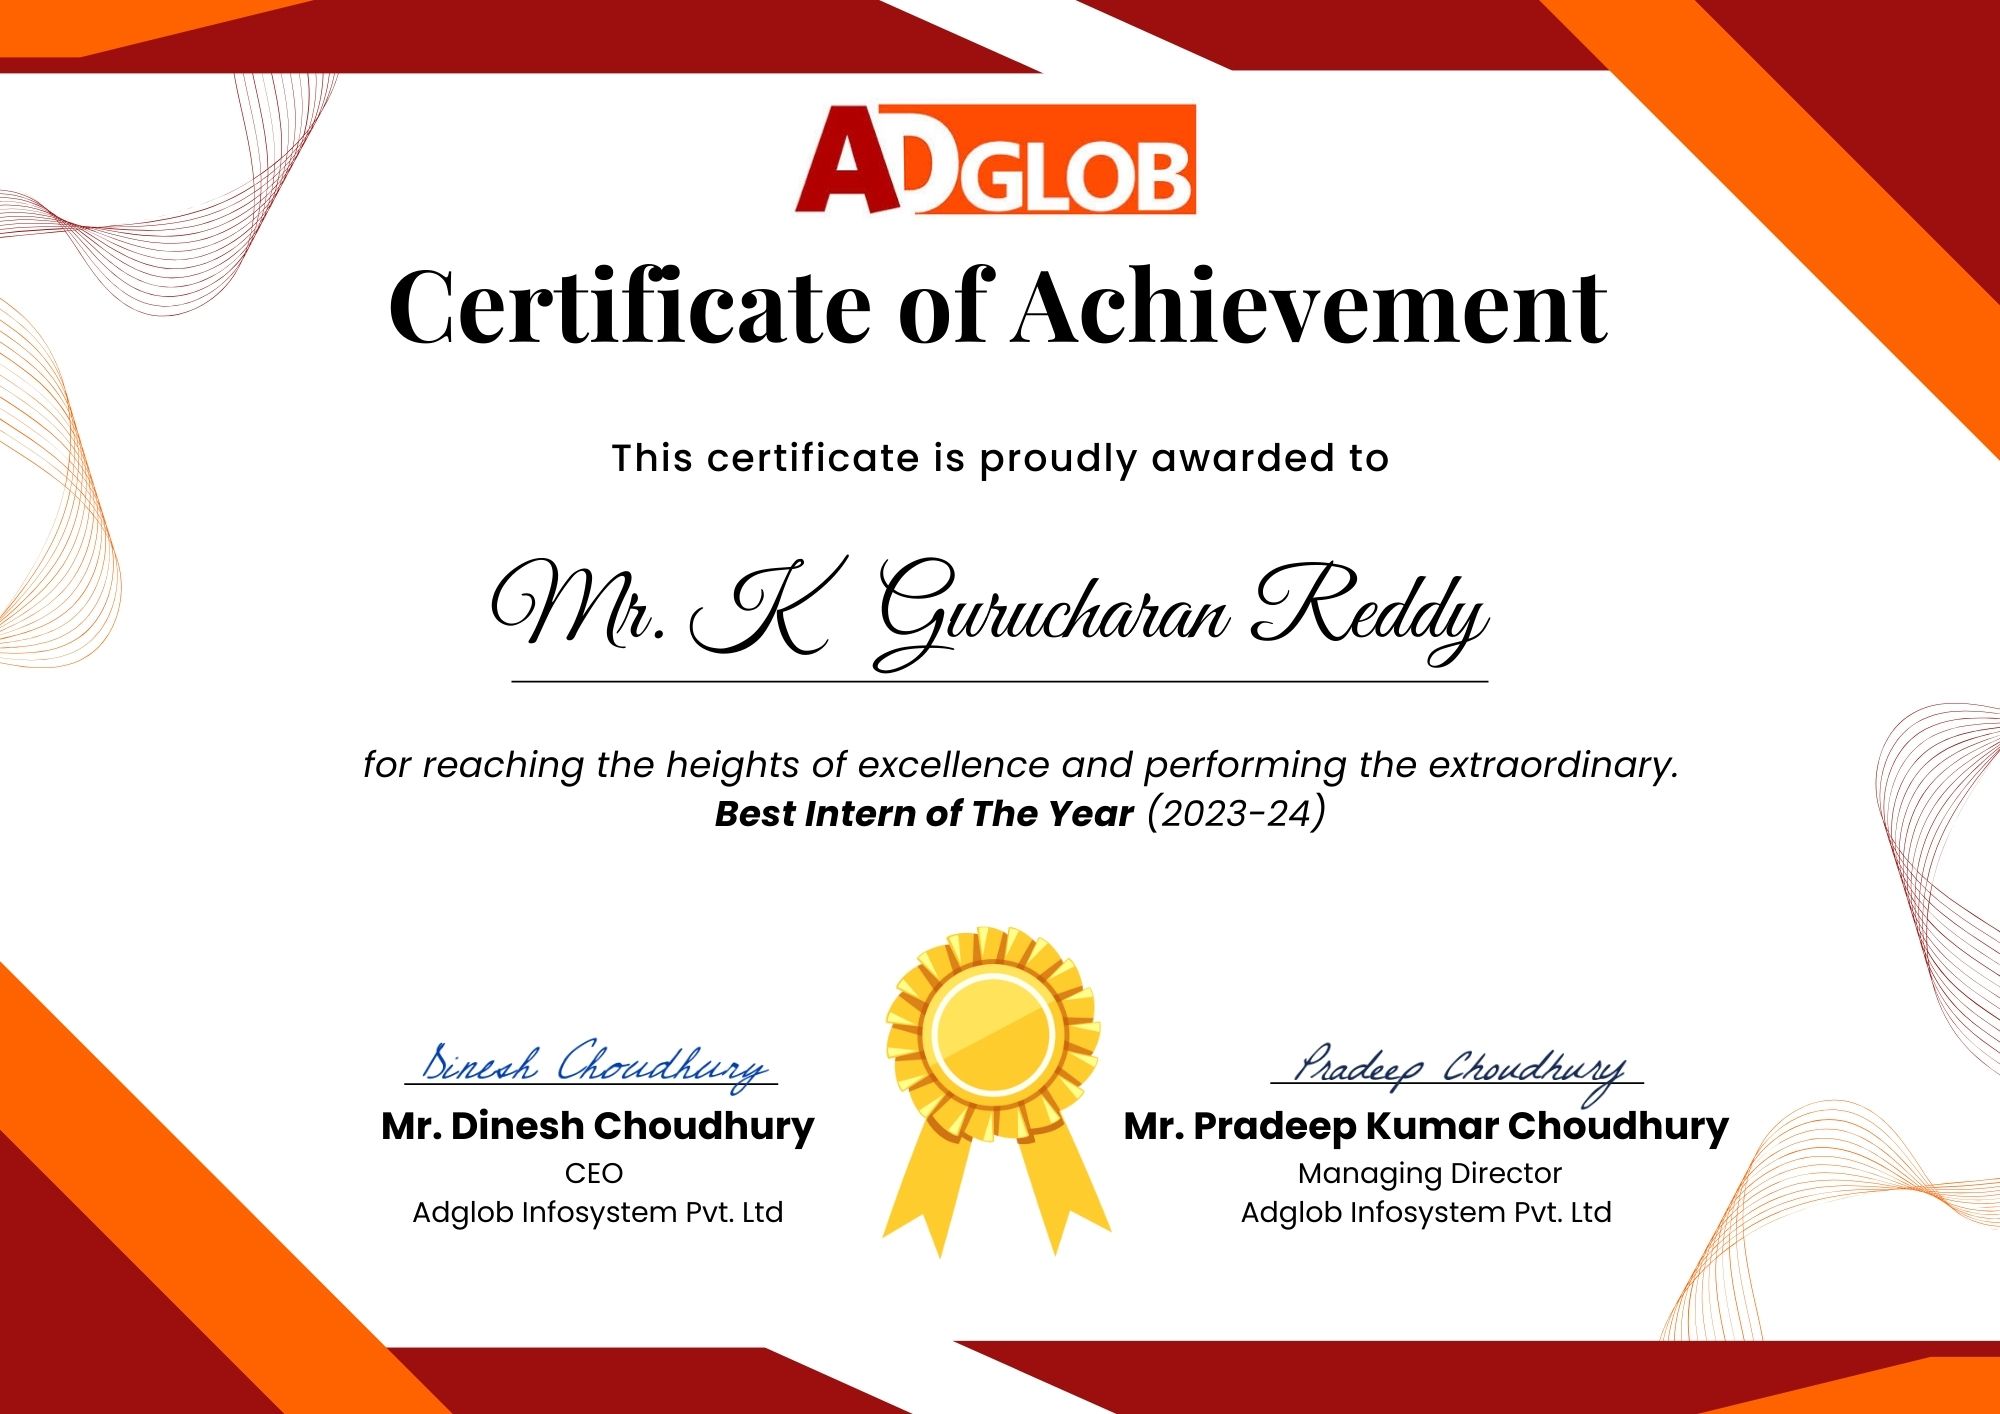 ADGLOB
Certificate of Achievement
This certificate is proudly awarded to
Mr. K Gurucharan Reddy
for reaching the heights of excellence and performing the extraordinary.
Best Intern of The Year (2023-24)
Dinesh Choudhury
Mr. Dinesh Choudhury
CEO
Adglob Infosystem Pvt. Ltd
Pradeep Choudhury
Mr. Pradeep Kumar Choudhury
Managing Director
Adglob Infosystem Pvt. Ltd